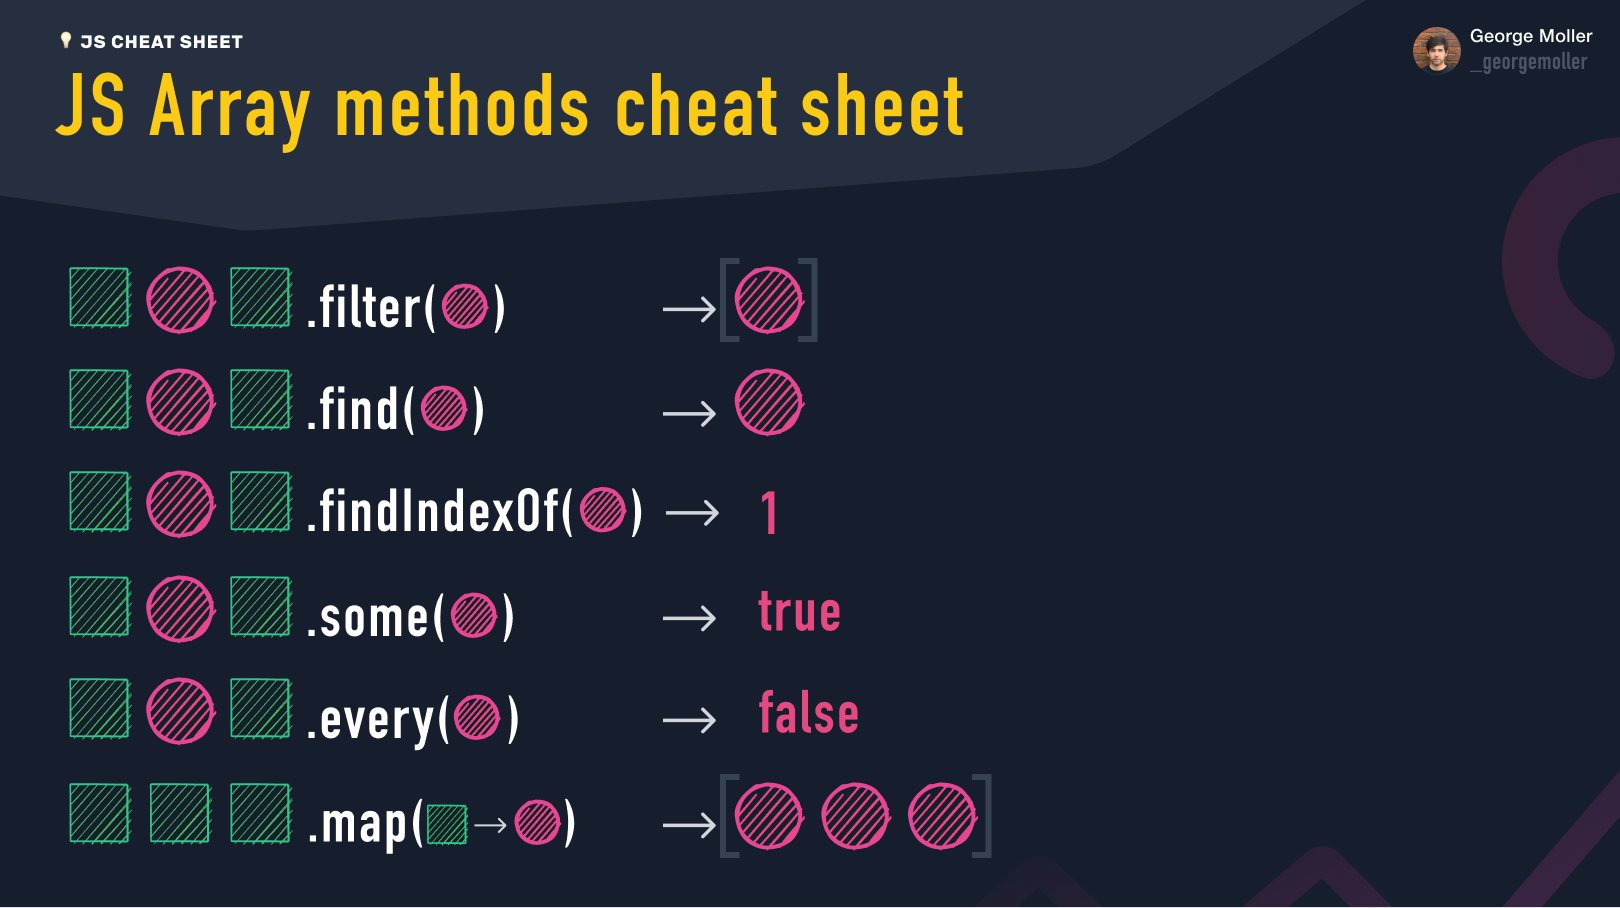 JS CHEAT SHEET
George Moller
_georgemoller
JS Array methods cheat sheet
.filter( ) → [ ]
.find( ) →
.findIndexOf( ) → 1
.some( ) → true
.every( ) → false
.map( → ) → [ ]